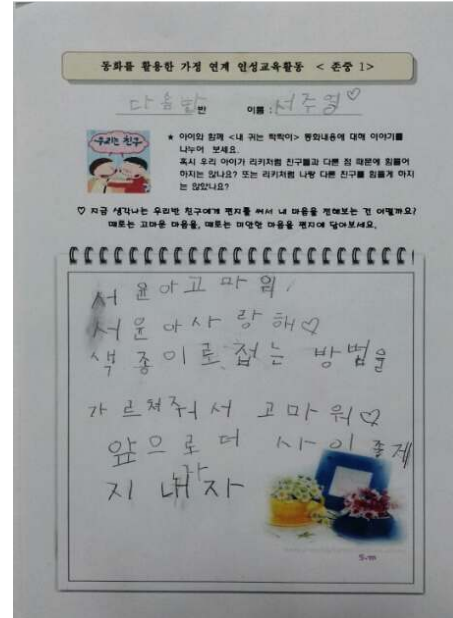 동화를 활용한 가정 연계 인성교육활동 < 존중 1>
다솜반반 이름 : 서주영♡
우리는 친구
★ 아이와 함께 <내 귀는 짝짝이> 동화내용에 대해 이야기를
나누어 보세요.
혹시 우리 아이가 리키처럼 친구들과 다른 점 때문에 힘들어
하지는 않나요? 또는 리키처럼 나랑 다른 친구를 힘들게 하지
는 않았나요?
♡ 지금 생각나는 우리반 친구에게 편지를 써서 내 마음을 전해보는 건 어떨까요?
때로는 고마운 마음을, 때로는 미안한 마음을 편지에 담아보세요.
서윤아고마워!
서윤아사랑해♡
색종이로접는 방법을
가르쳐줘서 고마워♡
앞으로더 사이좋게
지내자